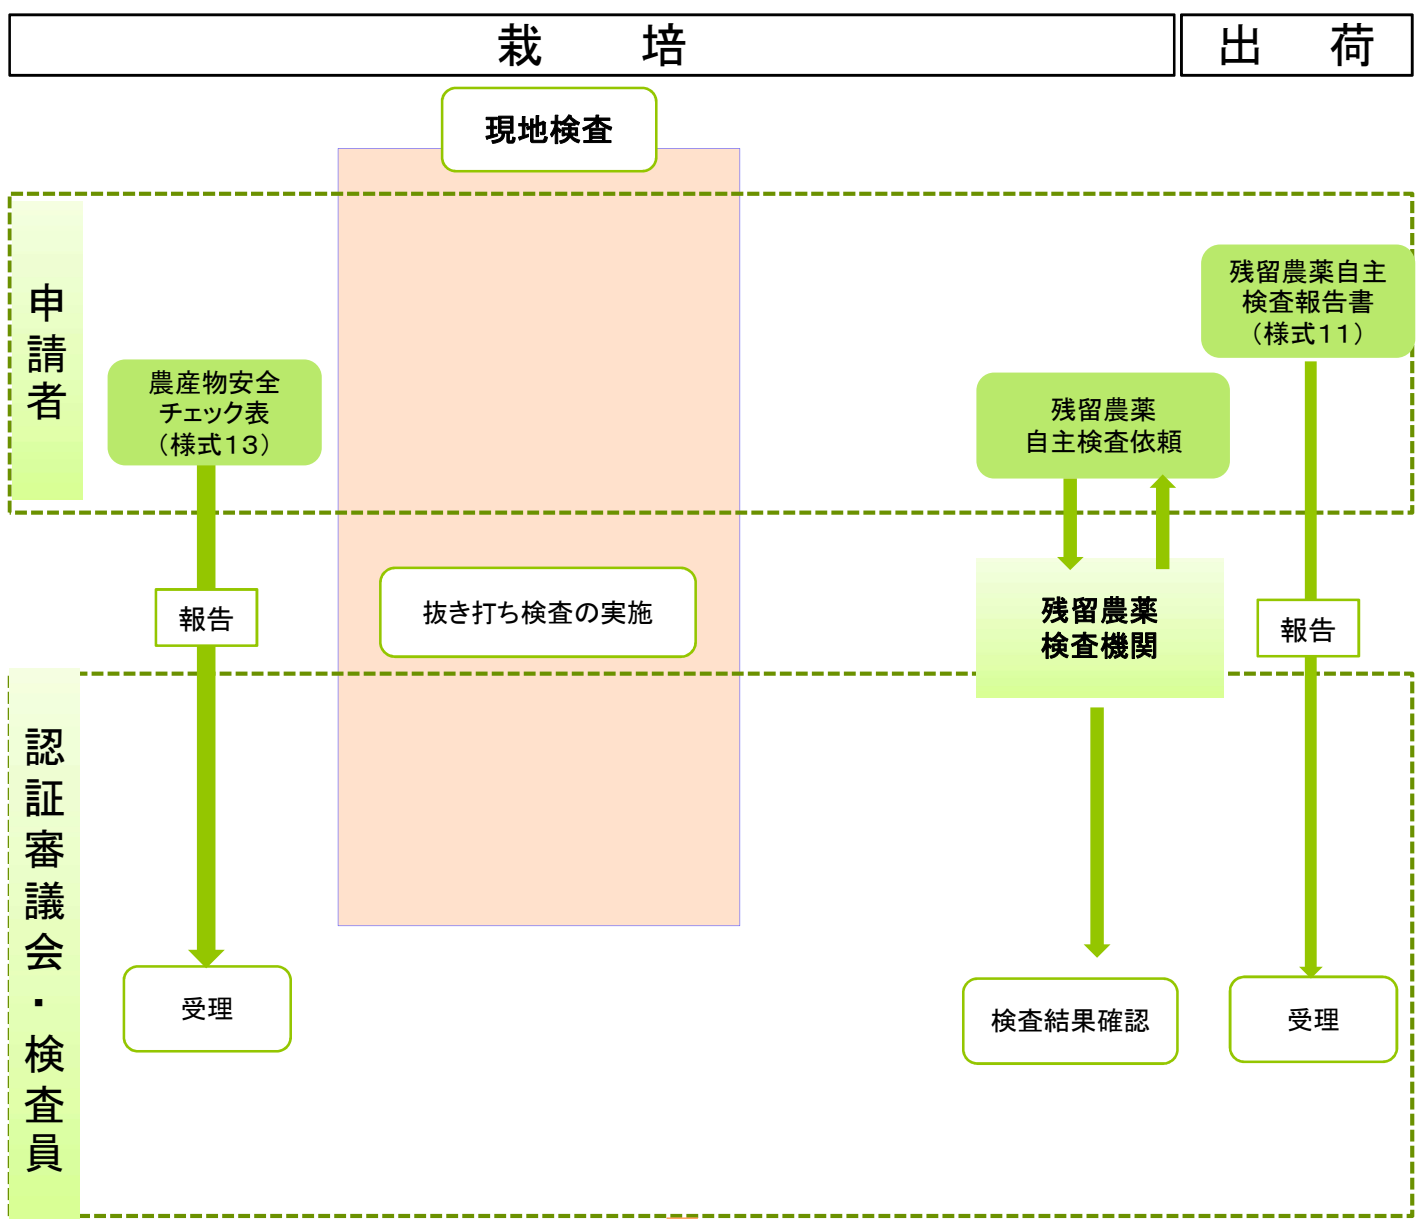 栽　培
出　荷
現地検査
申請者
残留農薬自主
検査報告書
（様式11）
農産物安全
チェック表
（様式13）
残留農薬
自主検査依頼
報告
抜き打ち検査の実施
残留農薬
検査機関
報告
認証審議会・検査員
受理
検査結果確認
受理